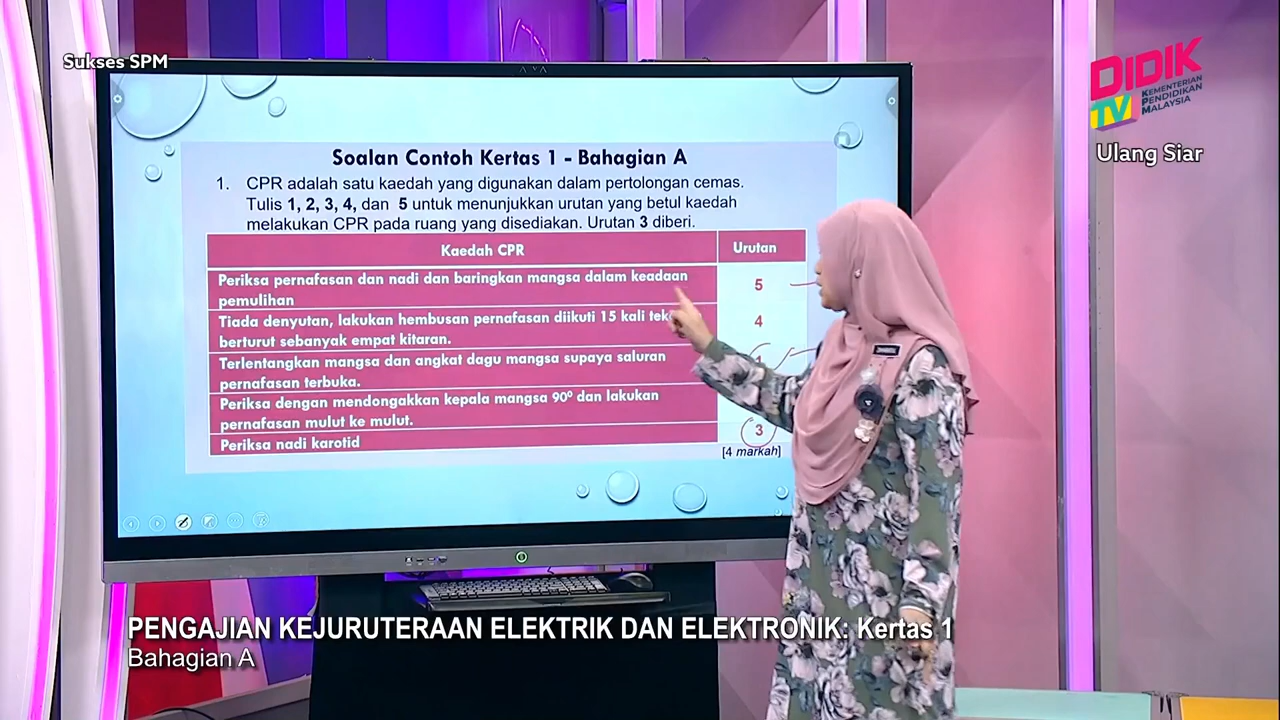 Sukses SPM
DIDIK
TV
KEMENTERIAN
PENDIDIKAN
MALAYSIA
Ulang Siar
Soalan Contoh Kertas 1 - Bahagian A
1. CPR adalah satu kaedah yang digunakan dalam pertolongan cemas.
Tulis 1, 2, 3, 4, dan 5 untuk menunjukkan urutan yang betul kaedah
melakukan CPR pada ruang yang disediakan. Urutan 3 diberi.
Kaedah CPR Urutan
Periksa pernafasan dan nadi dan baringkan mangsa dalam keadaan
pemulihan
5
Tiada denyutan, lakukan hembusan pernafasan diikuti 15 kali
berturut sebanyak empat kitaran.
4
Terlentangkan mangsa dan angkat dagu mangsa supaya saluran
pernafasan terbuka.
1
Periksa dengan mendongakkan kepala mangsa 90º dan lakukan
pernafasan mulut ke mulut.
Periksa nadi karotid
3
[4 markah]
PENGAJIAN KEJURUTERAAN ELEKTRIK DAN ELEKTRONIK: Kertas 1
Bahagian A